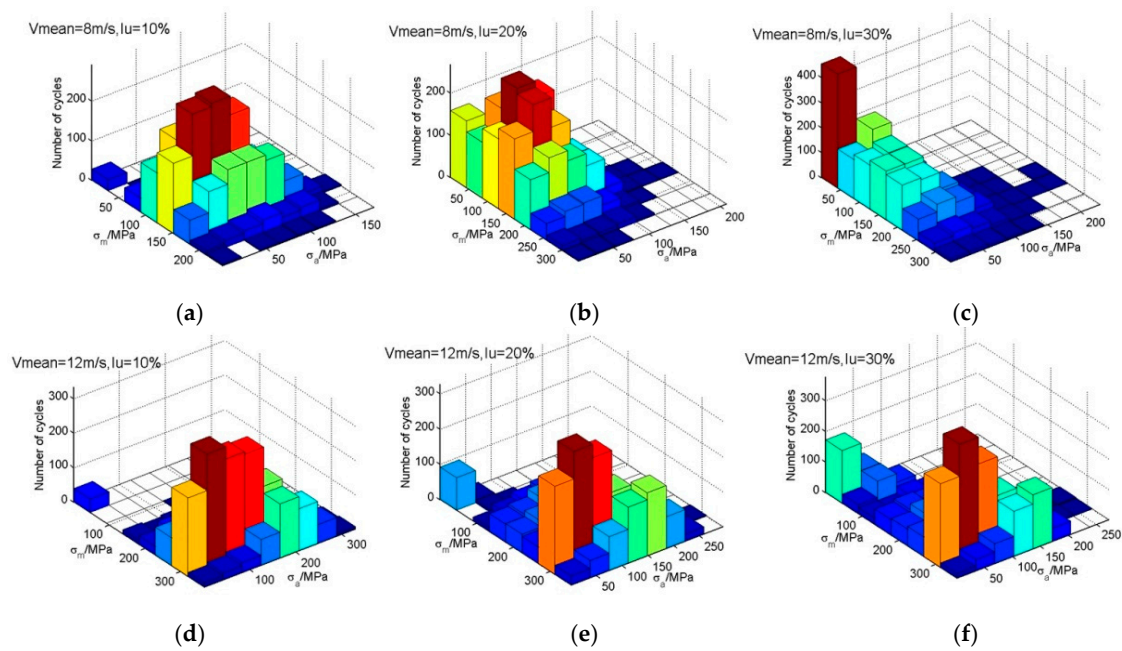 Vmean=8m/s,Iu=10%
Number of cycles
200
100
0
50
100
150
200
σm/MPa
50
100
150
σa/MPa
(a)
Vmean=8m/s,Iu=20%
Number of cycles
200
100
0
50
100
150
200
250
300
σm/MPa
50
100
150
200
σa/MPa
(b)
Vmean=8m/s,Iu=30%
Number of cycles
400
300
200
100
0
50
100
150
200
250
300
σm/MPa
50
100
150
200
σa/MPa
(c)
Vmean=12m/s,Iu=10%
Number of cycles
300
200
100
0
100
200
300
σm/MPa
100
200
300
σa/MPa
(d)
Vmean=12m/s,Iu=20%
Number of cycles
300
200
100
0
100
200
300
σm/MPa
50
100
150
200
250
σa/MPa
(e)
Vmean=12m/s,Iu=30%
Number of cycles
300
200
100
0
100
200
300
σm/MPa
50
100
150
200
250
σa/MPa
(f)